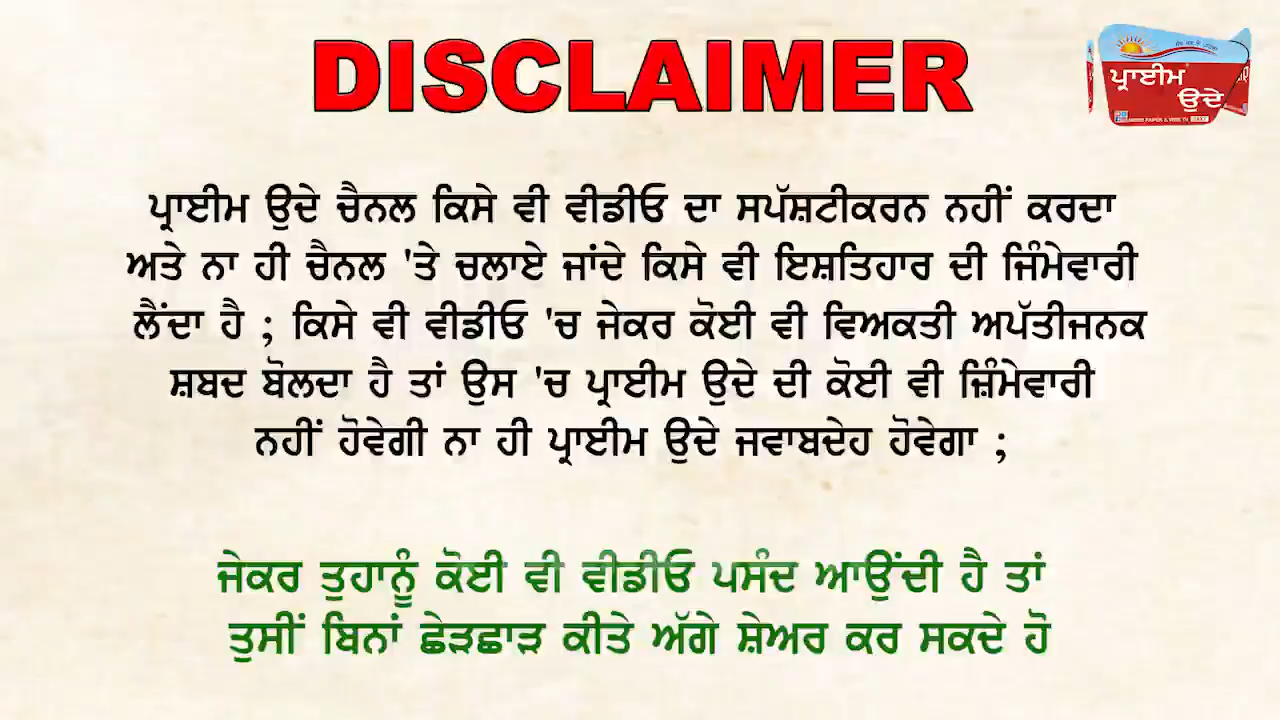 DISCLAIMER
ਪ੍ਰਾਈਮ
ਉਦੇ
ਪ੍ਰਾਈਮ ਉਦੇ ਚੈਨਲ ਕਿਸੇ ਵੀ ਵੀਡੀਓ ਦਾ ਸਪੱਸ਼ਟੀਕਰਨ ਨਹੀਂ ਕਰਦਾ
ਅਤੇ ਨਾ ਹੀ ਚੈਨਲ 'ਤੇ ਚਲਾਏ ਜਾਂਦੇ ਕਿਸੇ ਵੀ ਇਸ਼ਤਿਹਾਰ ਦੀ ਜਿੰਮੇਵਾਰੀ
ਲੈਂਦਾ ਹੈ ; ਕਿਸੇ ਵੀ ਵੀਡੀਓ 'ਚ ਜੇਕਰ ਕੋਈ ਵੀ ਵਿਅਕਤੀ ਅਪੱਤੀਜਨਕ
ਸ਼ਬਦ ਬੋਲਦਾ ਹੈ ਤਾਂ ਉਸ 'ਚ ਪ੍ਰਾਈਮ ਉਦੇ ਦੀ ਕੋਈ ਵੀ ਜ਼ਿੰਮੇਵਾਰੀ
ਨਹੀਂ ਹੋਵੇਗੀ ਨਾ ਹੀ ਪ੍ਰਾਈਮ ਉਦੇ ਜਵਾਬਦੇਹ ਹੋਵੇਗਾ ;
ਜੇਕਰ ਤੁਹਾਨੂੰ ਕੋਈ ਵੀ ਵੀਡੀਓ ਪਸੰਦ ਆਉਂਦੀ ਹੈ ਤਾਂ
ਤੁਸੀਂ ਬਿਨਾਂ ਛੇੜਛਾੜ ਕੀਤੇ ਅੱਗੇ ਸ਼ੇਅਰ ਕਰ ਸਕਦੇ ਹੋ